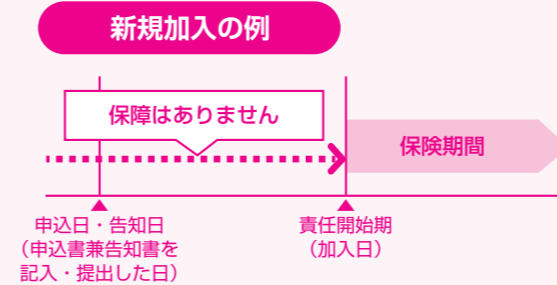 新規加入の例
保障はありません
保険期間
申込日・告知日
（申込書兼告知書を
記入・提出した日）
責任開始期
（加入日）